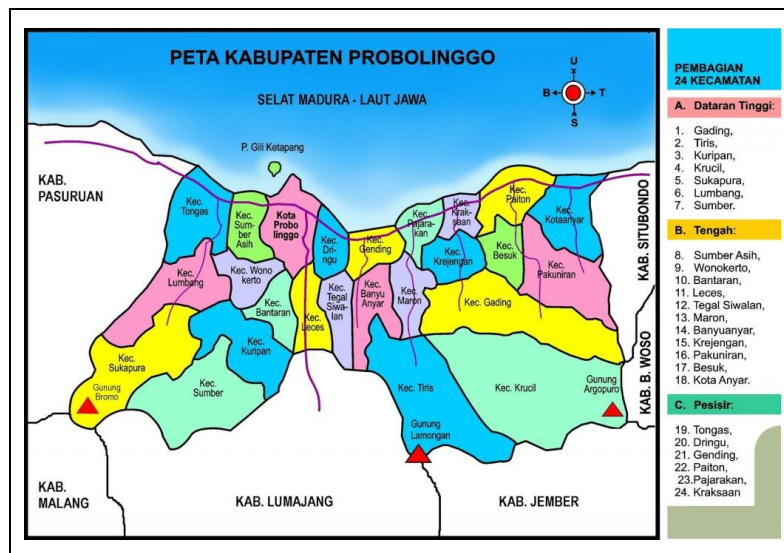 PETA KABUPATEN PROBOLINGGO
SELAT MADURA - LAUT JAWA
U
B
T
S
P. Gili Ketapang
KAB.
PASURUAN
Kec.
Tongas
Kec.
Sum-
ber
Asih
Kota
Probo
linggo
Kec.
Dri-
ngu
Kec.
Gending
Kec.
Pajara-
kan
Kec.
Krak-
saan
Kec.
Paiton
Kec.
Kotaanyar
Kec.
Lumbang
Kec. Wono
kerto
Kec.
Bantaran
Kec.
Leces
Kec.
Tegal
Siwa-
lan
Kec.
Banyu
Anyar
Kec.
Maron
Kec.
Krejengan
Kec.
Besuk
Kec.
Pakuniran
Kec. Gading
Kec.
Sukapura
Kec.
Kuripan
Kec.
Sumber
Kec. Tiris
Kec. Krucil
Gunung
Bromo
Gunung
Lamongan
Gunung
Argopuro
KAB. SITUBONDO
KAB. B. WOSO
KAB.
MALANG
KAB. LUMAJANG
KAB. JEMBER
PEMBAGIAN
24 KECAMATAN
A. Dataran Tinggi:
1. Gading,
2. Tiris,
3. Kuripan,
4. Krucil,
5. Sukapura,
6. Lumbang,
7. Sumber.
B. Tengah:
8. Sumber Asih,
9. Wonokerto,
10. Bantaran,
11. Leces,
12. Tegal Siwalan,
13. Maron,
14. Banyuanyar,
15. Krejengan,
16. Pakuniran,
17. Besuk,
18. Kota Anyar.
C. Pesisir:
19. Tongas,
20. Dringu,
21. Gending,
22. Paiton,
23.Pajarakan,
24. Kraksaan